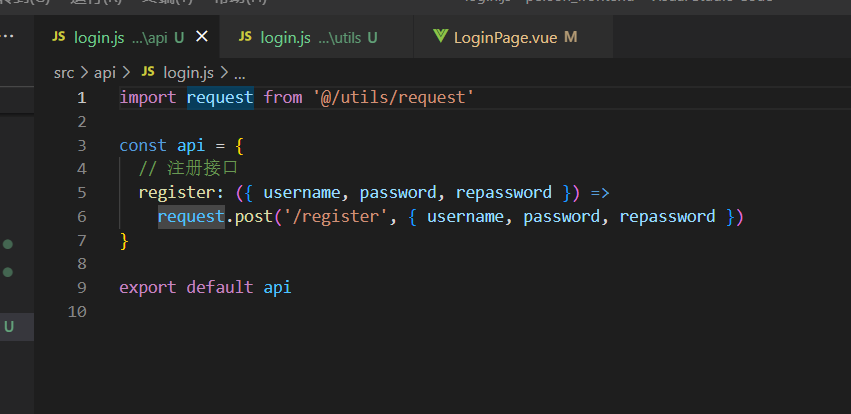 JS login.js ...\api U × JS login.js ...\utils U LoginPage.vue M
src > api > JS login.js > ...
1 import request from '@/utils/request'
2
3 const api = {
4 // 注册接口
5 register: ({ username, password, repassword }) =>
6 request.post('/register', { username, password, repassword })
7 }
8
9 export default api
10
U